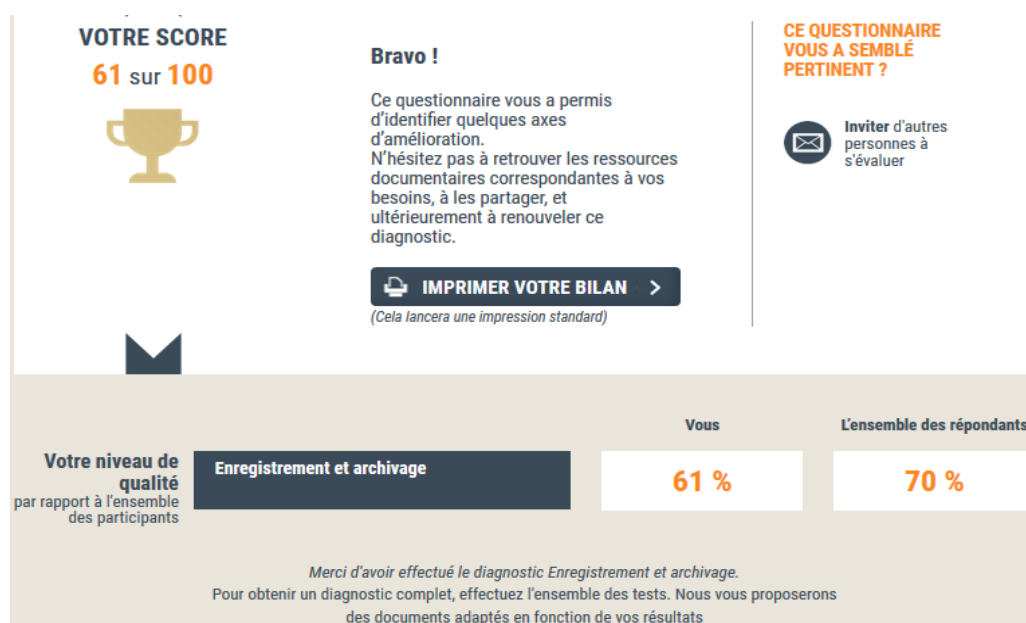 VOTRE SCORE
61 sur 100
Bravo !
Ce questionnaire vous a permis
d'identifier quelques axes
d'amélioration.
N'hésitez pas à retrouver les ressources
documentaires correspondantes à vos
besoins, à les partager, et
ultérieurement à renouveler ce
diagnostic.
IMPRIMER VOTRE BILAN >
(Cela lancera une impression standard)
CE QUESTIONNAIRE
VOUS A SEMBLÉ
PERTINENT ?
Inviter d'autres
personnes à
s'évaluer
Vous
L'ensemble des répondants
Votre niveau de
qualité
par rapport à l'ensemble
des participants
Enregistrement et archivage
61 %
70 %
Merci d'avoir effectué le diagnostic Enregistrement et archivage.
Pour obtenir un diagnostic complet, effectuez l'ensemble des tests. Nous vous proposerons
des documents adaptés en fonction de vos résultats